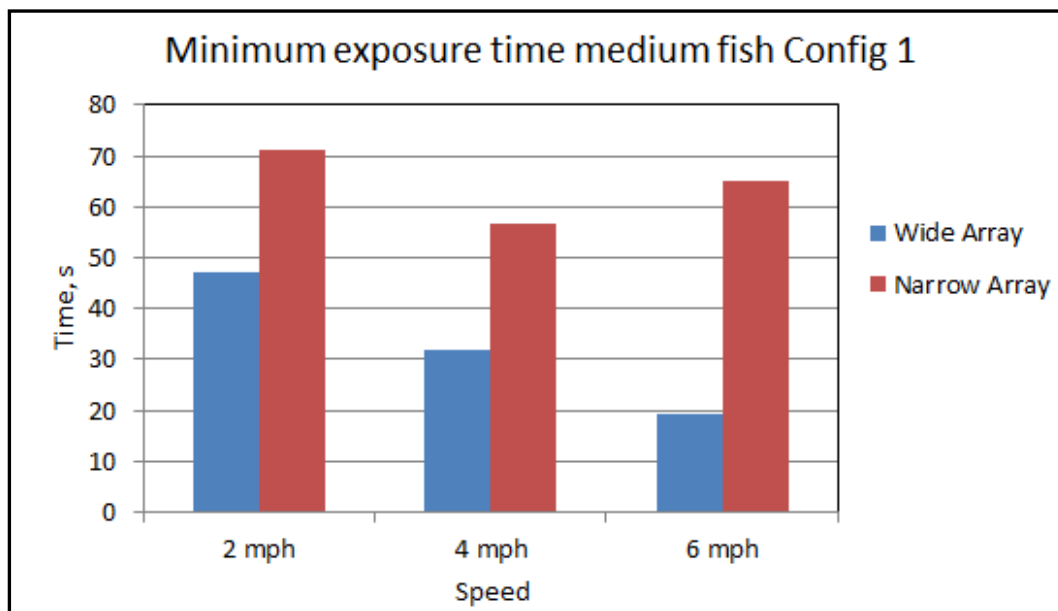 Minimum exposure time medium fish Config 1
80
70
60
50
40
30
20
10
0
Time, s
2 mph
4 mph
6 mph
Speed
Wide Array
Narrow Array